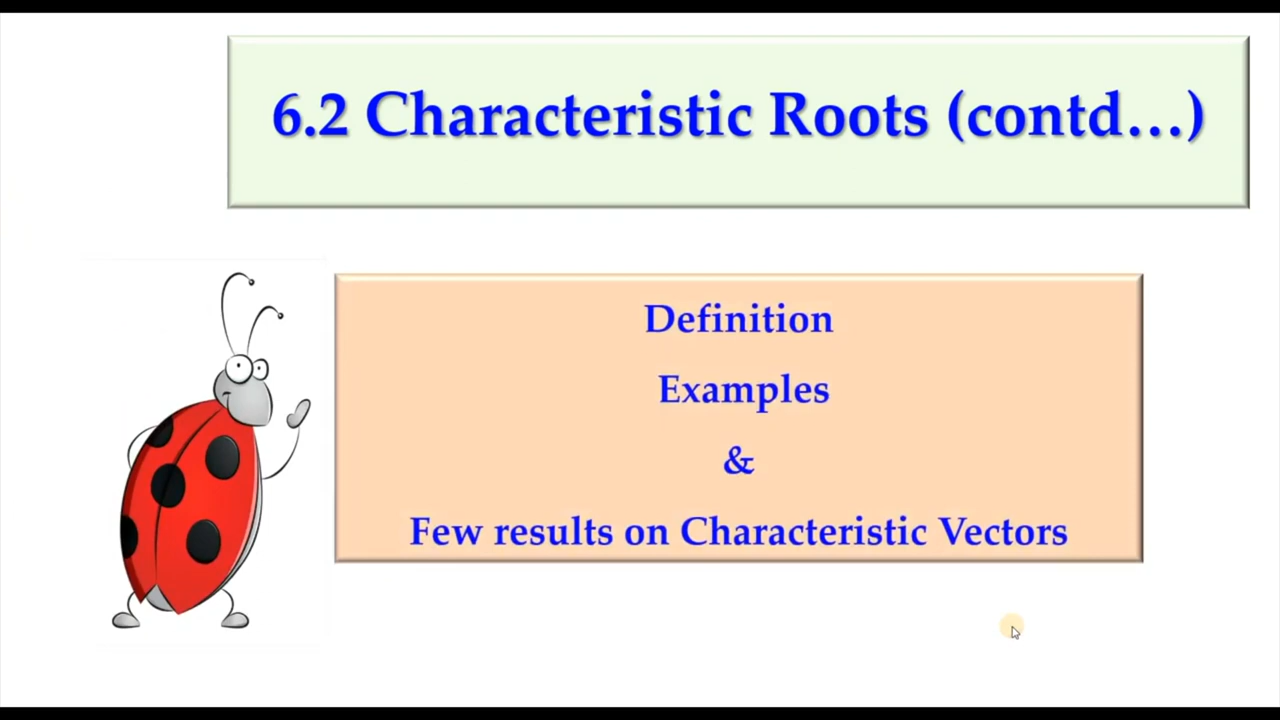 6.2 Characteristic Roots (contd…)
Definition
Examples
&
Few results on Characteristic Vectors